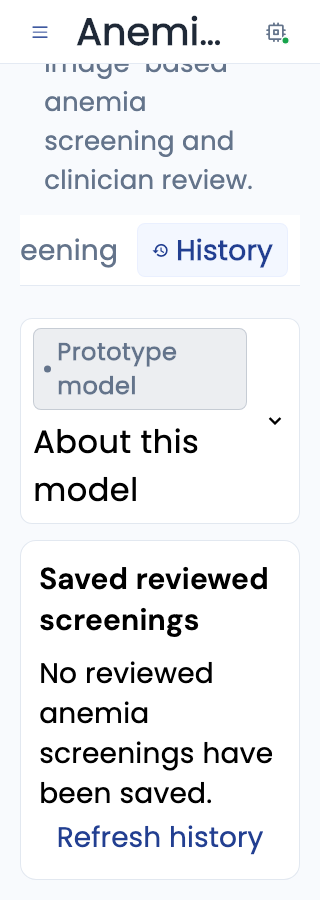 Anemi...
image-based
anemia
screening and
clinician review.
eening
History
Prototype
model
About this
model
Saved reviewed
screenings
No reviewed
anemia
screenings have
been saved.
Refresh history